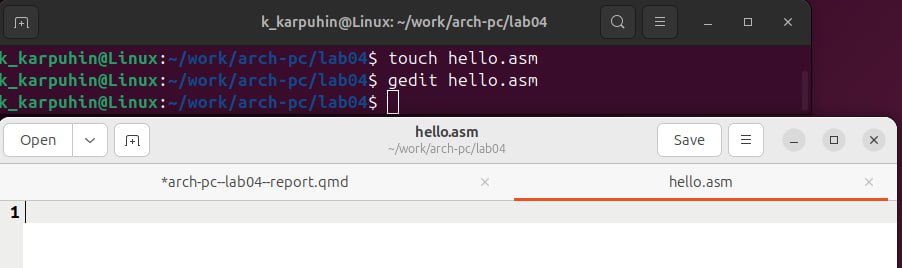 k_karpuhin@Linux: ~/work/arch-pc/lab04
k_karpuhin@Linux:~/work/arch-pc/lab04$ touch hello.asm
k_karpuhin@Linux:~/work/arch-pc/lab04$ gedit hello.asm
k_karpuhin@Linux:~/work/arch-pc/lab04$
Open hello.asm Save
~/work/arch-pc/lab04
*arch-pc--lab04--report.qmd hello.asm
1